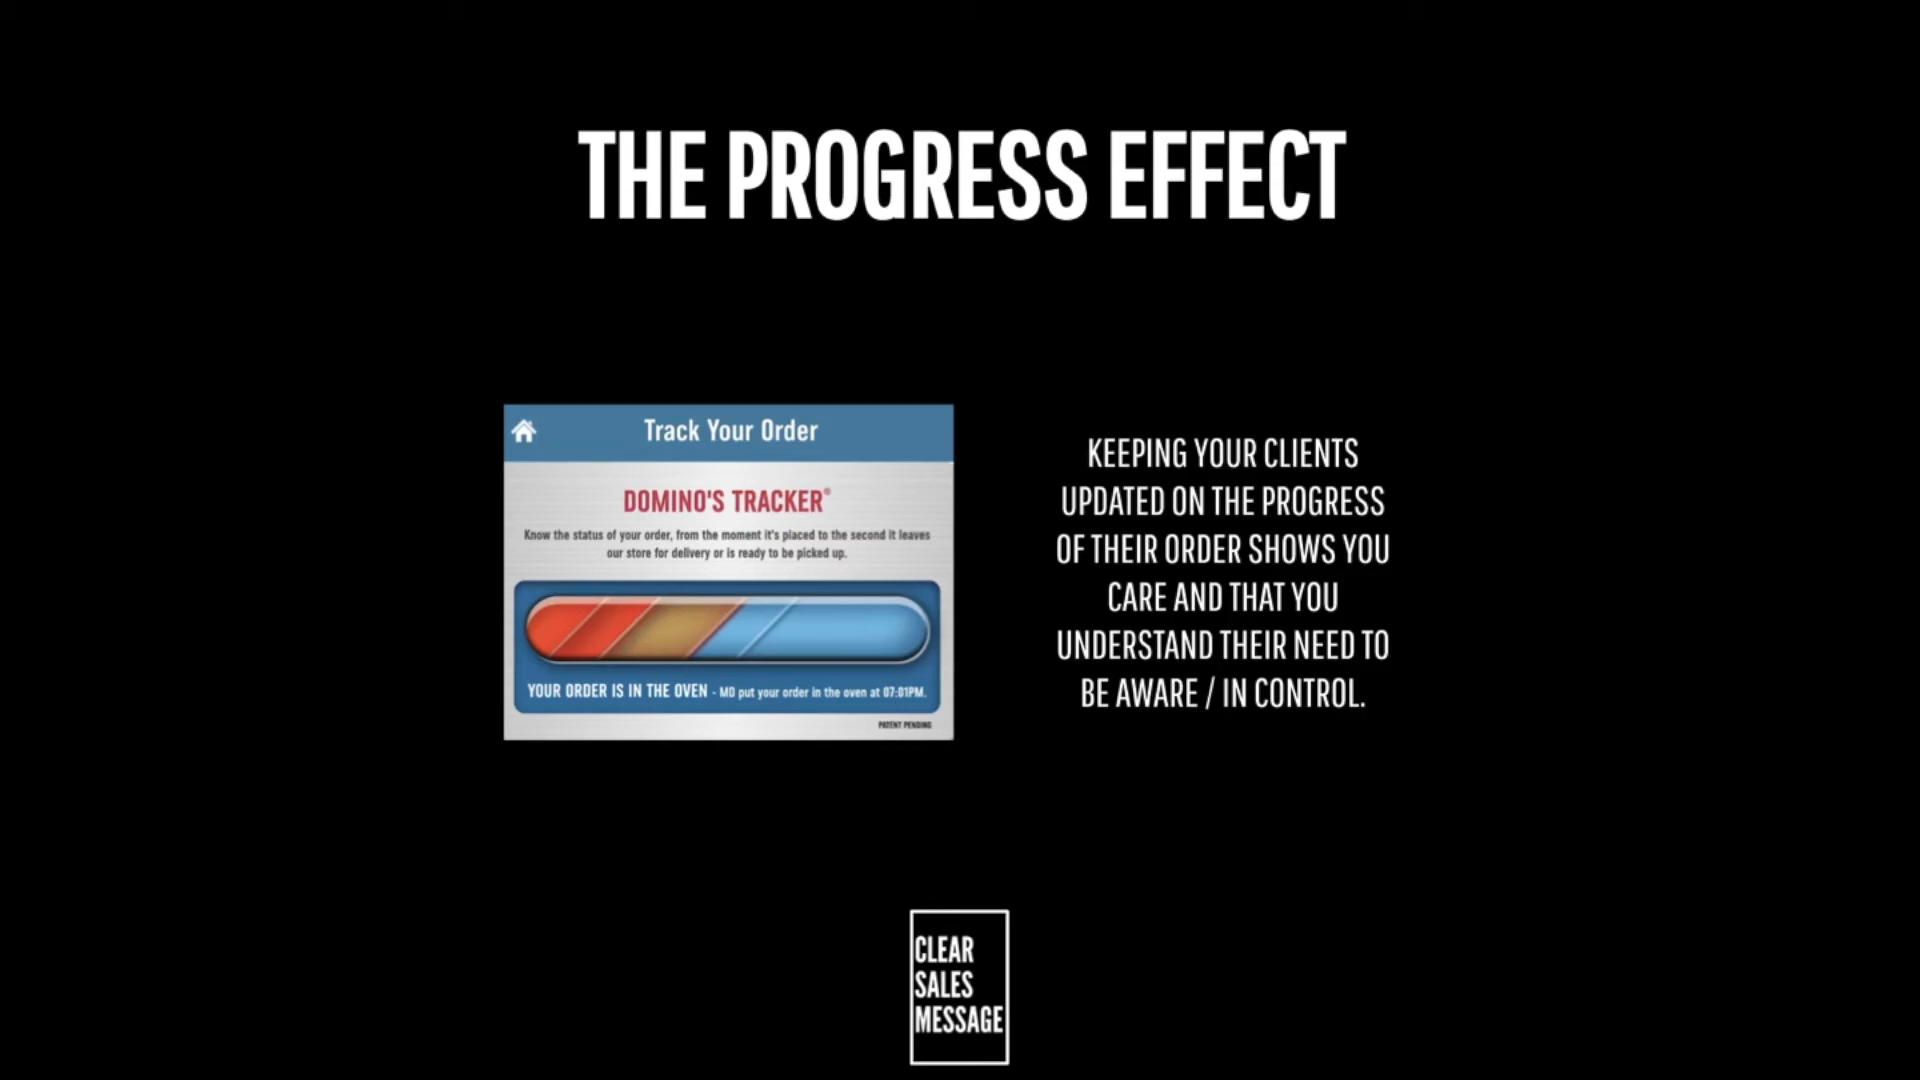 THE PROGRESS EFFECT
Track Your Order
DOMINO'S TRACKER®
Know the status of your order, from the moment it's placed to the second it leaves
our store for delivery or is ready to be picked up.
YOUR ORDER IS IN THE OVEN - MD put your order in the oven at 07:01PM.
PATENT PENDING
KEEPING YOUR CLIENTS
UPDATED ON THE PROGRESS
OF THEIR ORDER SHOWS YOU
CARE AND THAT YOU
UNDERSTAND THEIR NEED TO
BE AWARE / IN CONTROL.
CLEAR
SALES
MESSAGE